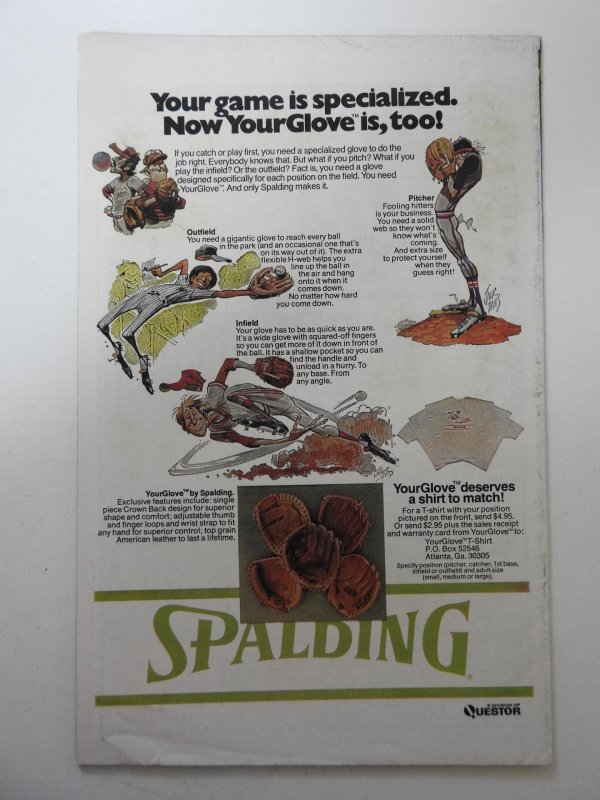 Your game is specialized.
Now YourGlove™ is, too!
If you catch or play first, you need a specialized glove to do the
job right. Everybody knows that. But what if you pitch? What if you
play the infield? Or the outfield? Fact is, you need a glove
designed specifically for each position on the field. You need
YourGlove™. And only Spalding makes it.
Pitcher
Fooling hitters
is your business.
You need a solid
web so they won't
know what's
coming.
And extra size
to protect yourself
when they
guess right!
Outfield
You need a gigantic glove to reach every ball
in the park (and an occasional one that's
on its way out of it). The extra
flexible H-web helps you
line up the ball in
the air and hang
onto it when it
comes down.
No matter how hard
you come down.
Infield
Your glove has to be as quick as you are.
It's a wide glove with squared-off fingers
so you can get more of it down in front of
the ball. It has a shallow pocket so you can
find the handle and
unload in a hurry. To
any base. From
any angle.
YourGlove™ by Spalding.
Exclusive features include: single
piece Crown Back design for superior
shape and comfort; adjustable thumb
and finger loops and wrist strap to fit
any hand for superior control; top grain
American leather to last a lifetime.
YourGlove™ deserves
a shirt to match!
For a T-shirt with your position
pictured on the front, send $4.95.
Or send $2.95 plus the sales receipt
and warranty card from YourGlove™ to:
YourGlove™ T-Shirt
P.O. Box 52546
Atlanta, Ga. 30305
Specify position (pitcher, catcher, 1st base,
infield or outfield) and adult size
(small, medium or large).
SPALDING®
A DIVISION OF
QUESTOR